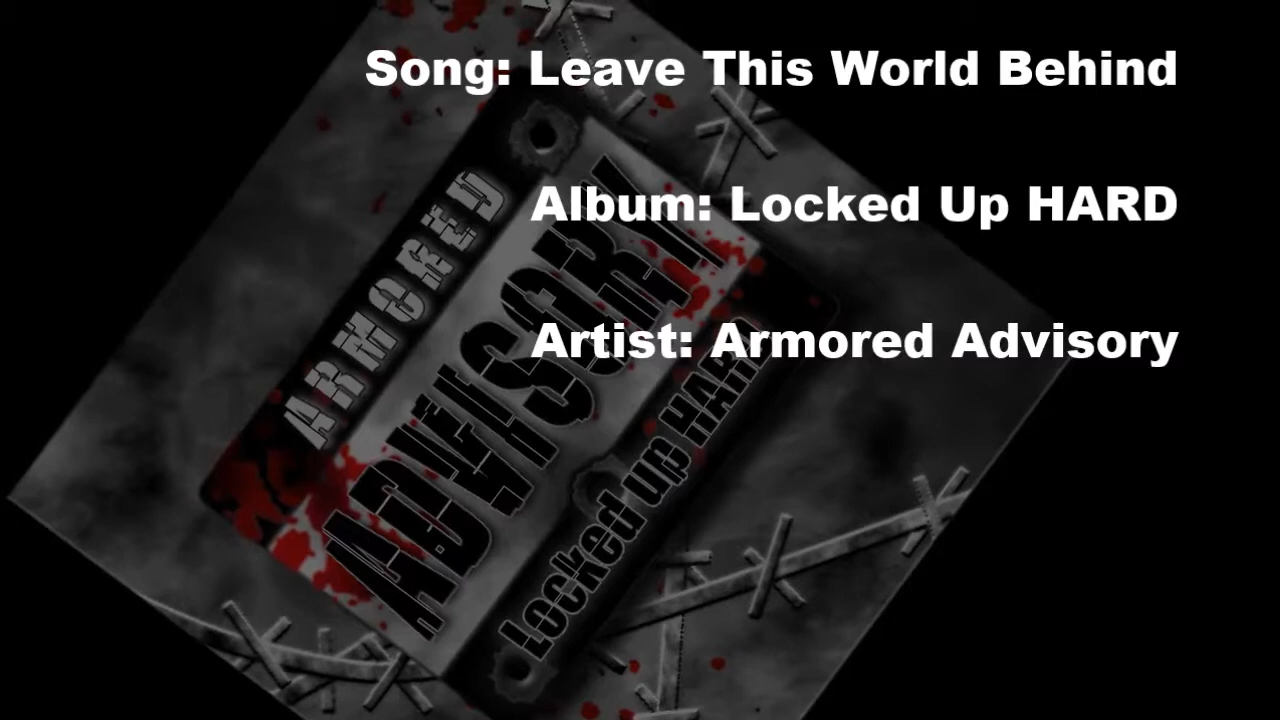 Song: Leave This World Behind
Album: Locked Up HARD
Artist: Armored Advisory
ARMORED
ADVISORY
Locked up HARD